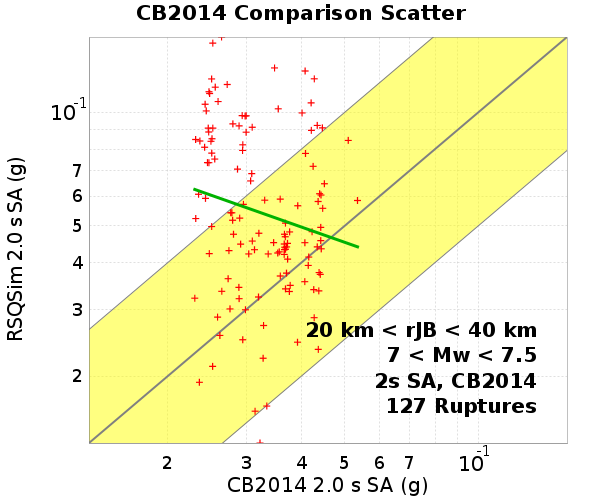 CB2014 Comparison Scatter
RSQSim 2.0 s SA (g)
10⁻¹
7
6
5
4
3
2
20 km < rJB < 40 km
7 < Mw < 7.5
2s SA, CB2014
127 Ruptures
2 3 4 5 6 7 10⁻¹
CB2014 2.0 s SA (g)